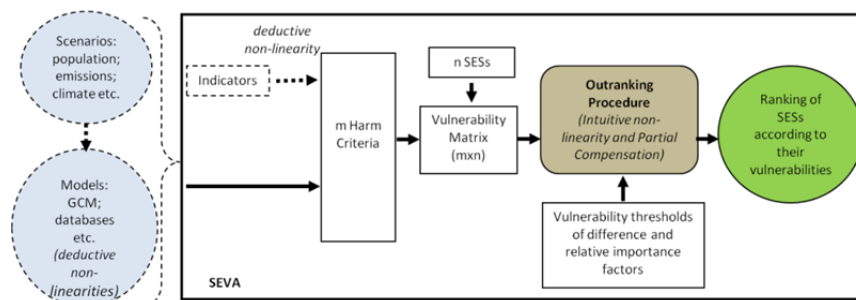 Scenarios:
population;
emissions;
climate etc.
Models:
GCM;
databases
etc.
(deductive
non-
linearities)
deductive
non-linearity
Indicators
m Harm
Criteria
n SESs
Vulnerability
Matrix
(mxn)
Outranking
Procedure
(Intuitive non-
linearity and Partial
Compensation)
Vulnerability thresholds
of difference and
relative importance
factors
Ranking of
SESs
according to
their
vulnerabilities
SEVA